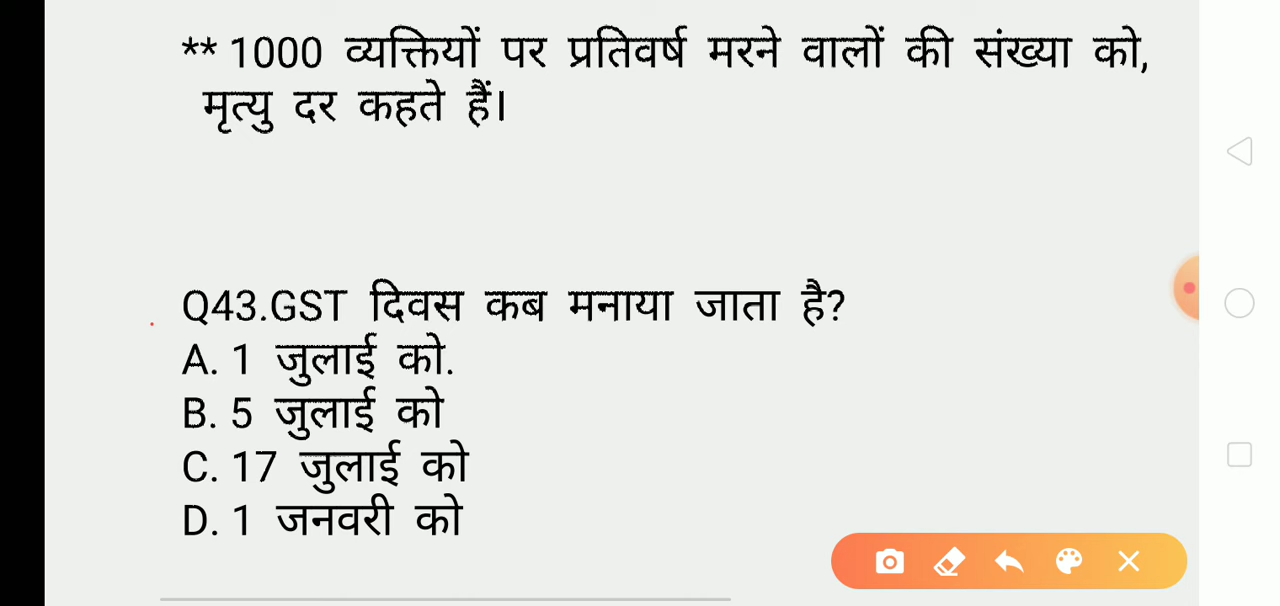 ** 1000 व्यक्तियों पर प्रतिवर्ष मरने वालों की संख्या को,
मृत्यु दर कहते हैं।
Q43.GST दिवस कब मनाया जाता है?
A. 1 जुलाई को.
B. 5 जुलाई को
C. 17 जुलाई को
D. 1 जनवरी को